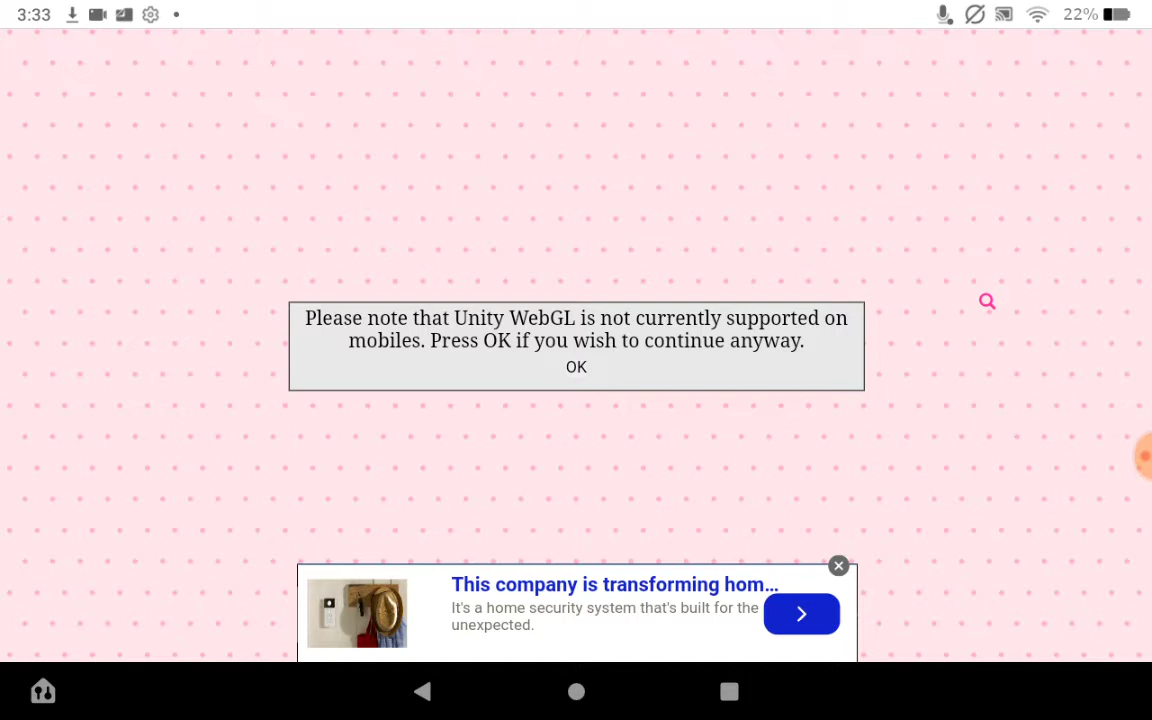 3:33
22%
Please note that Unity WebGL is not currently supported on
mobiles. Press OK if you wish to continue anyway.
OK
This company is transforming hom...
It's a home security system that's built for the
unexpected.